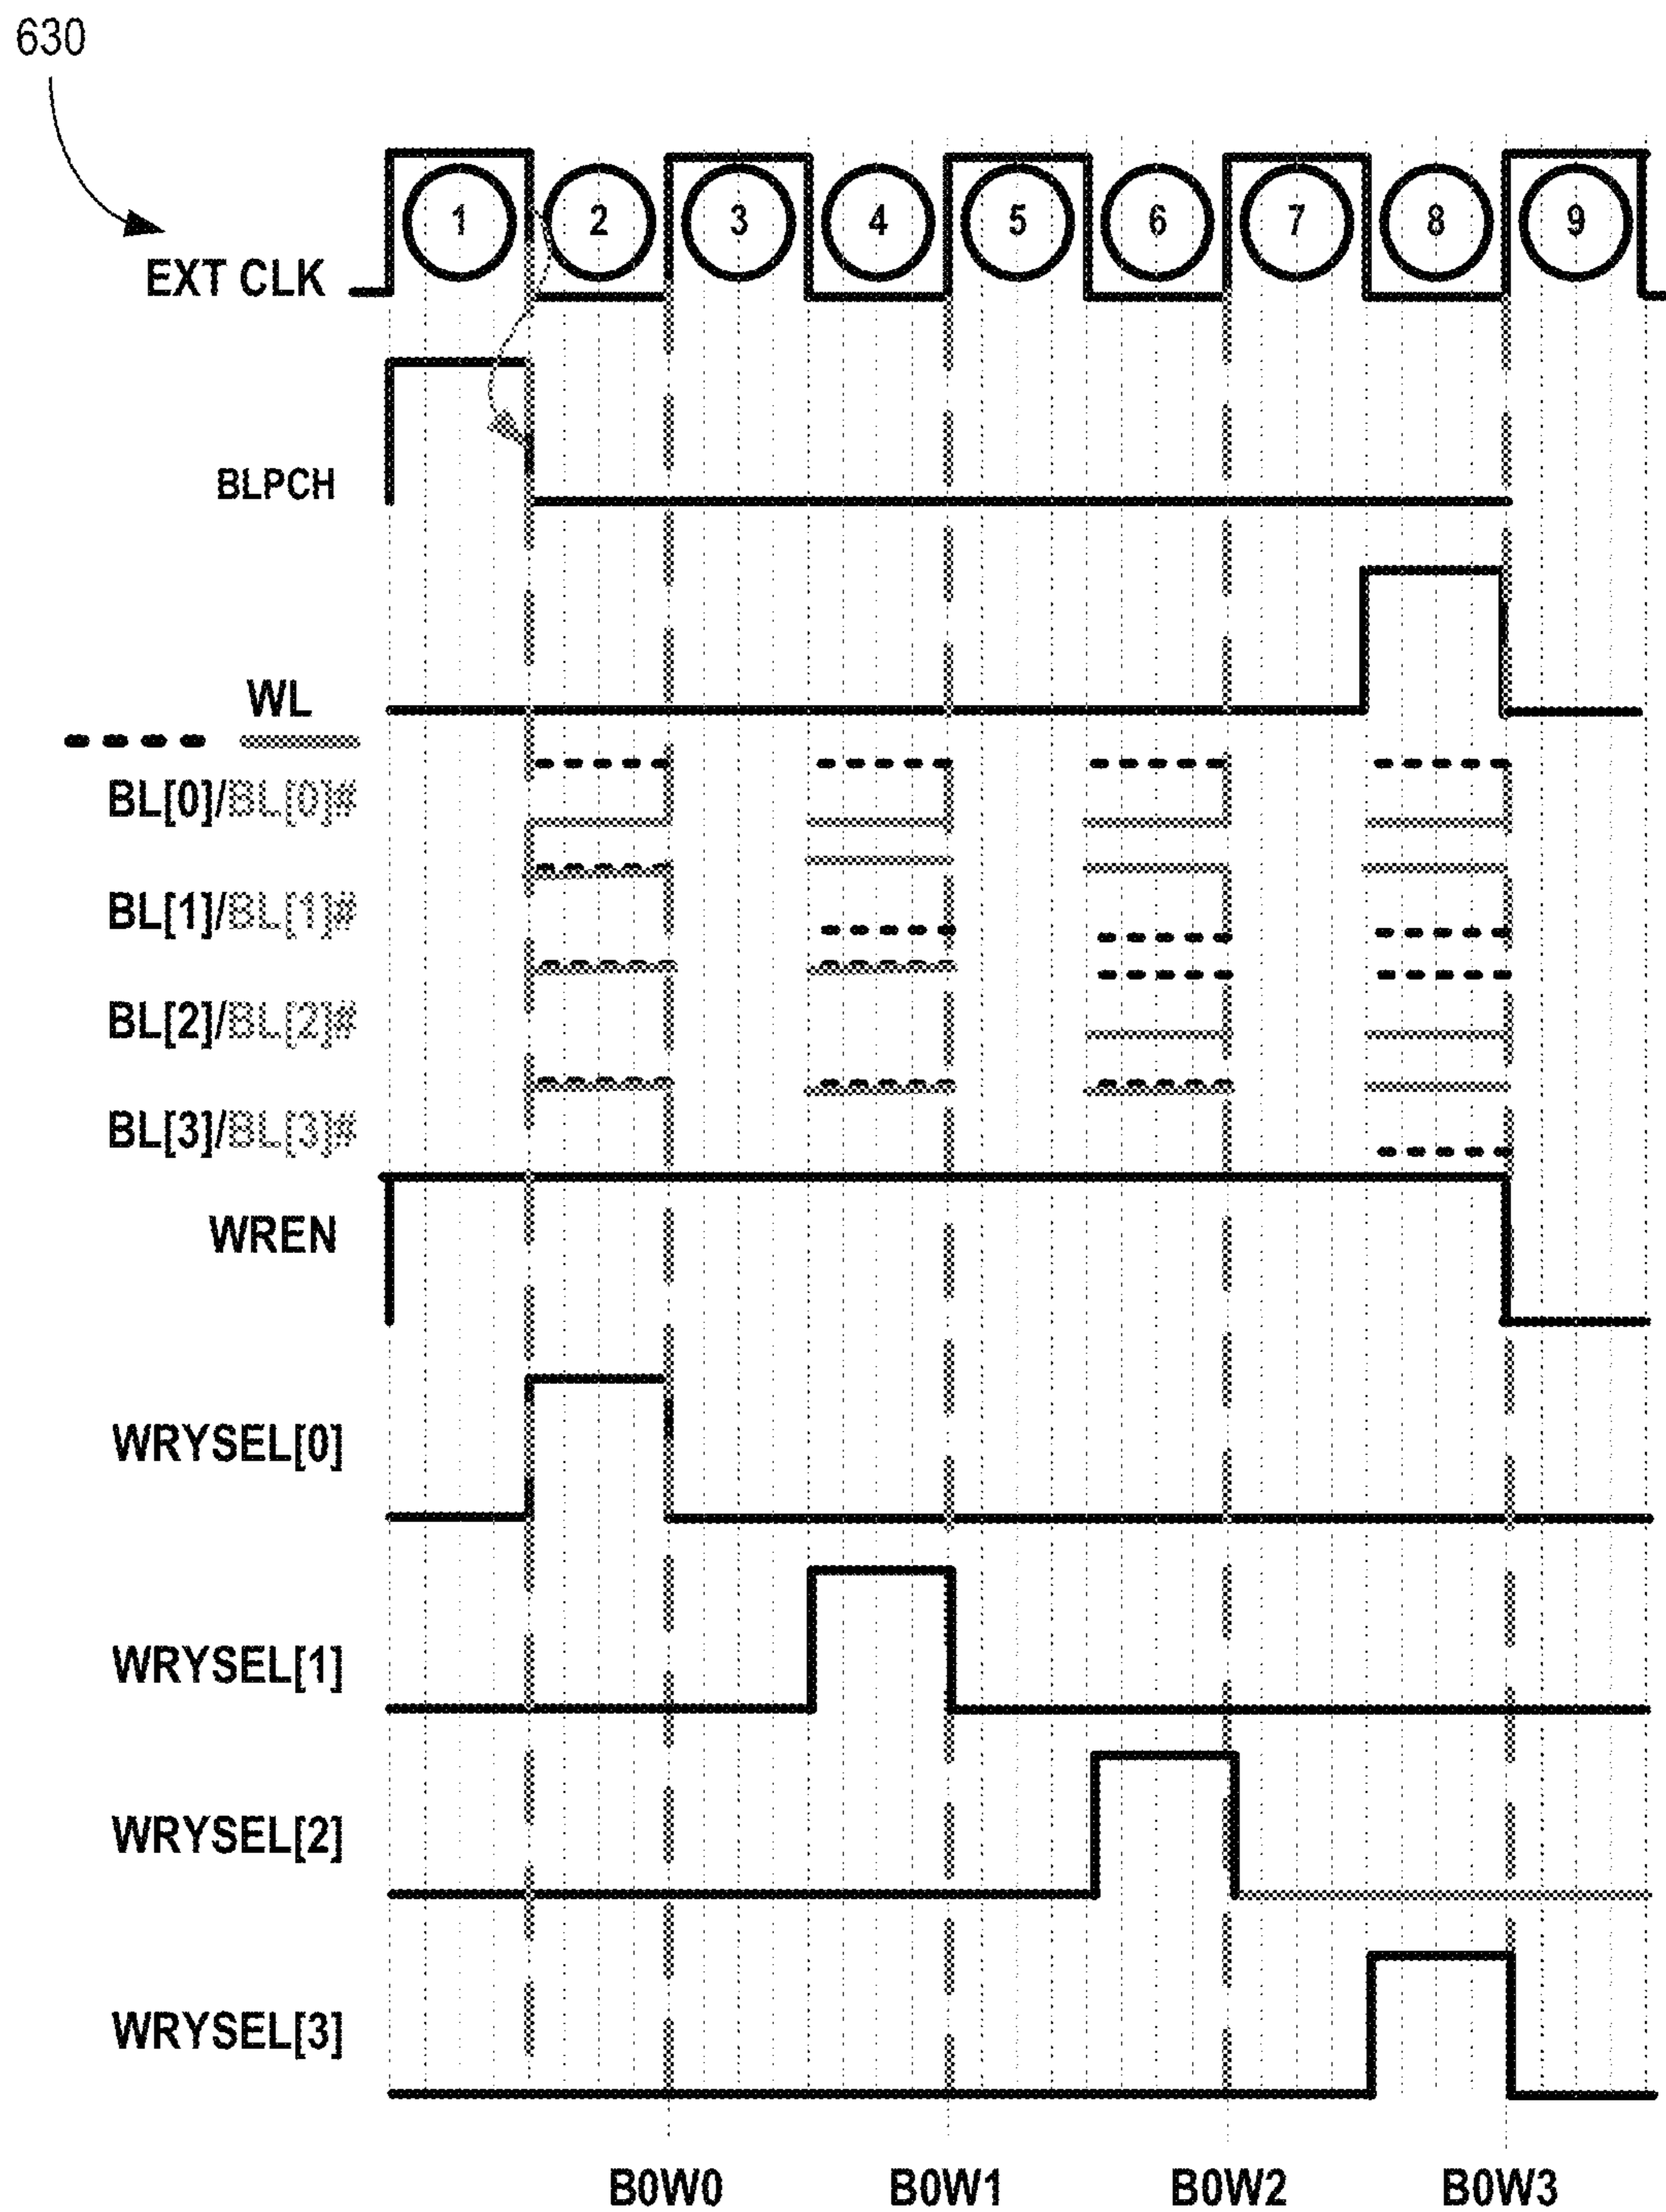 630
1 2 3 4 5 6 7 8 9
EXT CLK
BLPCH
WL
BL[0]/BL[0]#
BL[1]/BL[1]#
BL[2]/BL[2]#
BL[3]/BL[3]#
WREN
WRYSEL[0]
WRYSEL[1]
WRYSEL[2]
WRYSEL[3]
B0W0 B0W1 B0W2 B0W3